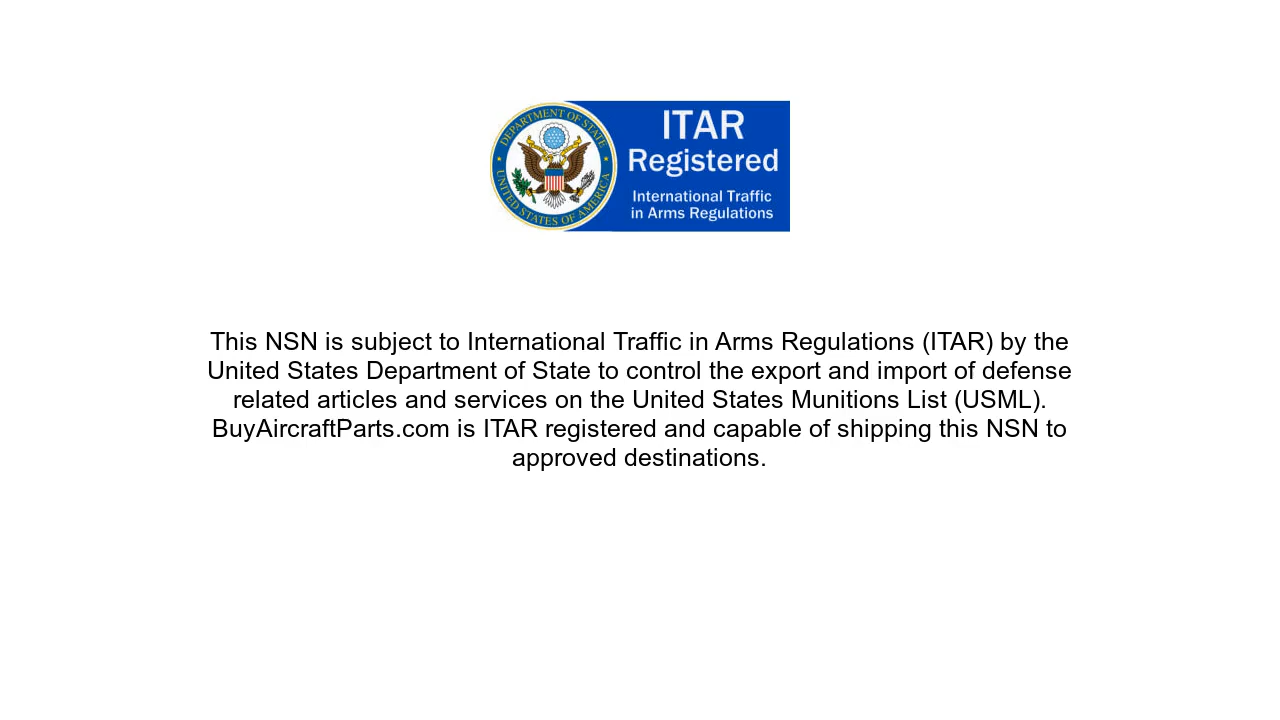 DEPARTMENT OF STATE
UNITED STATES OF AMERICA
ITAR
Registered
International Traffic
in Arms Regulations
This NSN is subject to International Traffic in Arms Regulations (ITAR) by the
United States Department of State to control the export and import of defense
related articles and services on the United States Munitions List (USML).
BuyAircraftParts.com is ITAR registered and capable of shipping this NSN to
approved destinations.